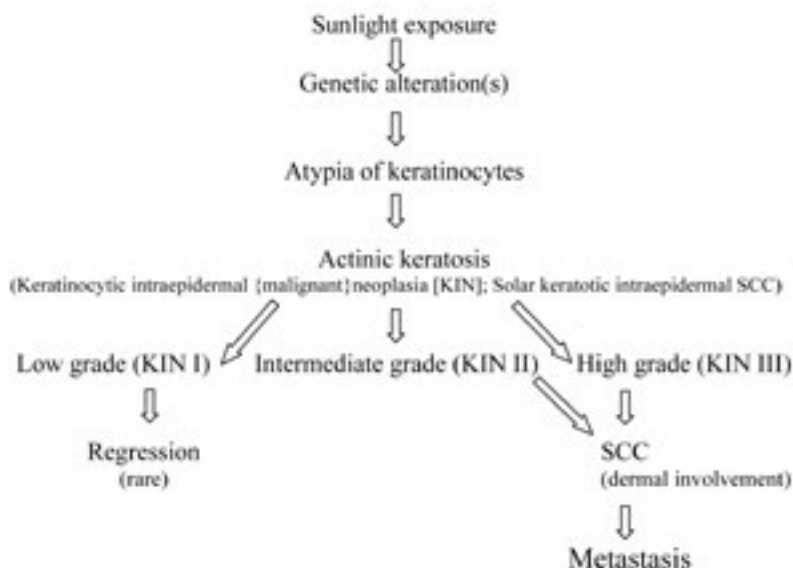 Sunlight exposure
Genetic alteration(s)
Atypia of keratinocytes
Actinic keratosis
(Keratinocytic intraepidermal {malignant}neoplasia [KIN]; Solar keratotic intraepidermal SCC)
Low grade (KIN I)
Intermediate grade (KIN II)
High grade (KIN III)
Regression
(rare)
SCC
(dermal involvement)
Metastasis